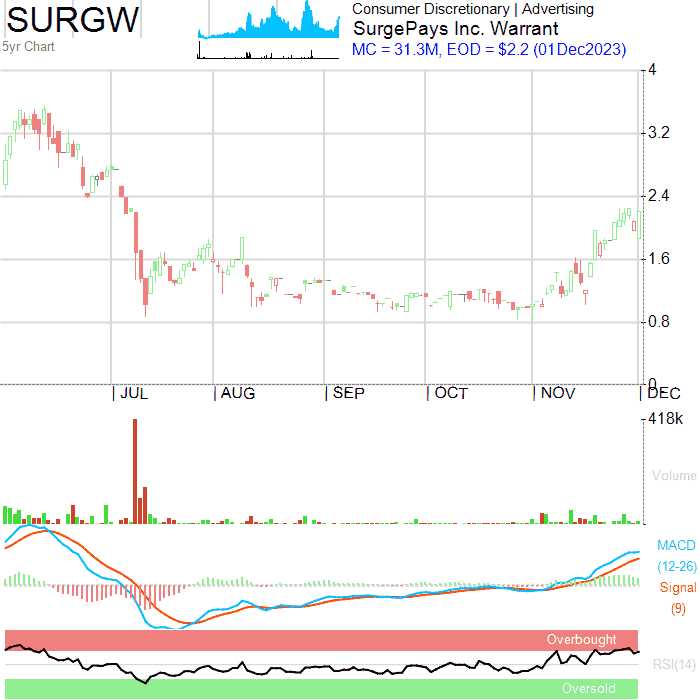 SURGW
5yr Chart
Consumer Discretionary | Advertising
SurgePays Inc. Warrant
MC = 31.3M, EOD = $2.2 (01Dec2023)
4
3.2
2.4
1.6
0.8
0
JUL AUG SEP OCT NOV DEC
418k
Volume
MACD
(12-26)
Signal
(9)
Overbought
RSI(14)
Oversold